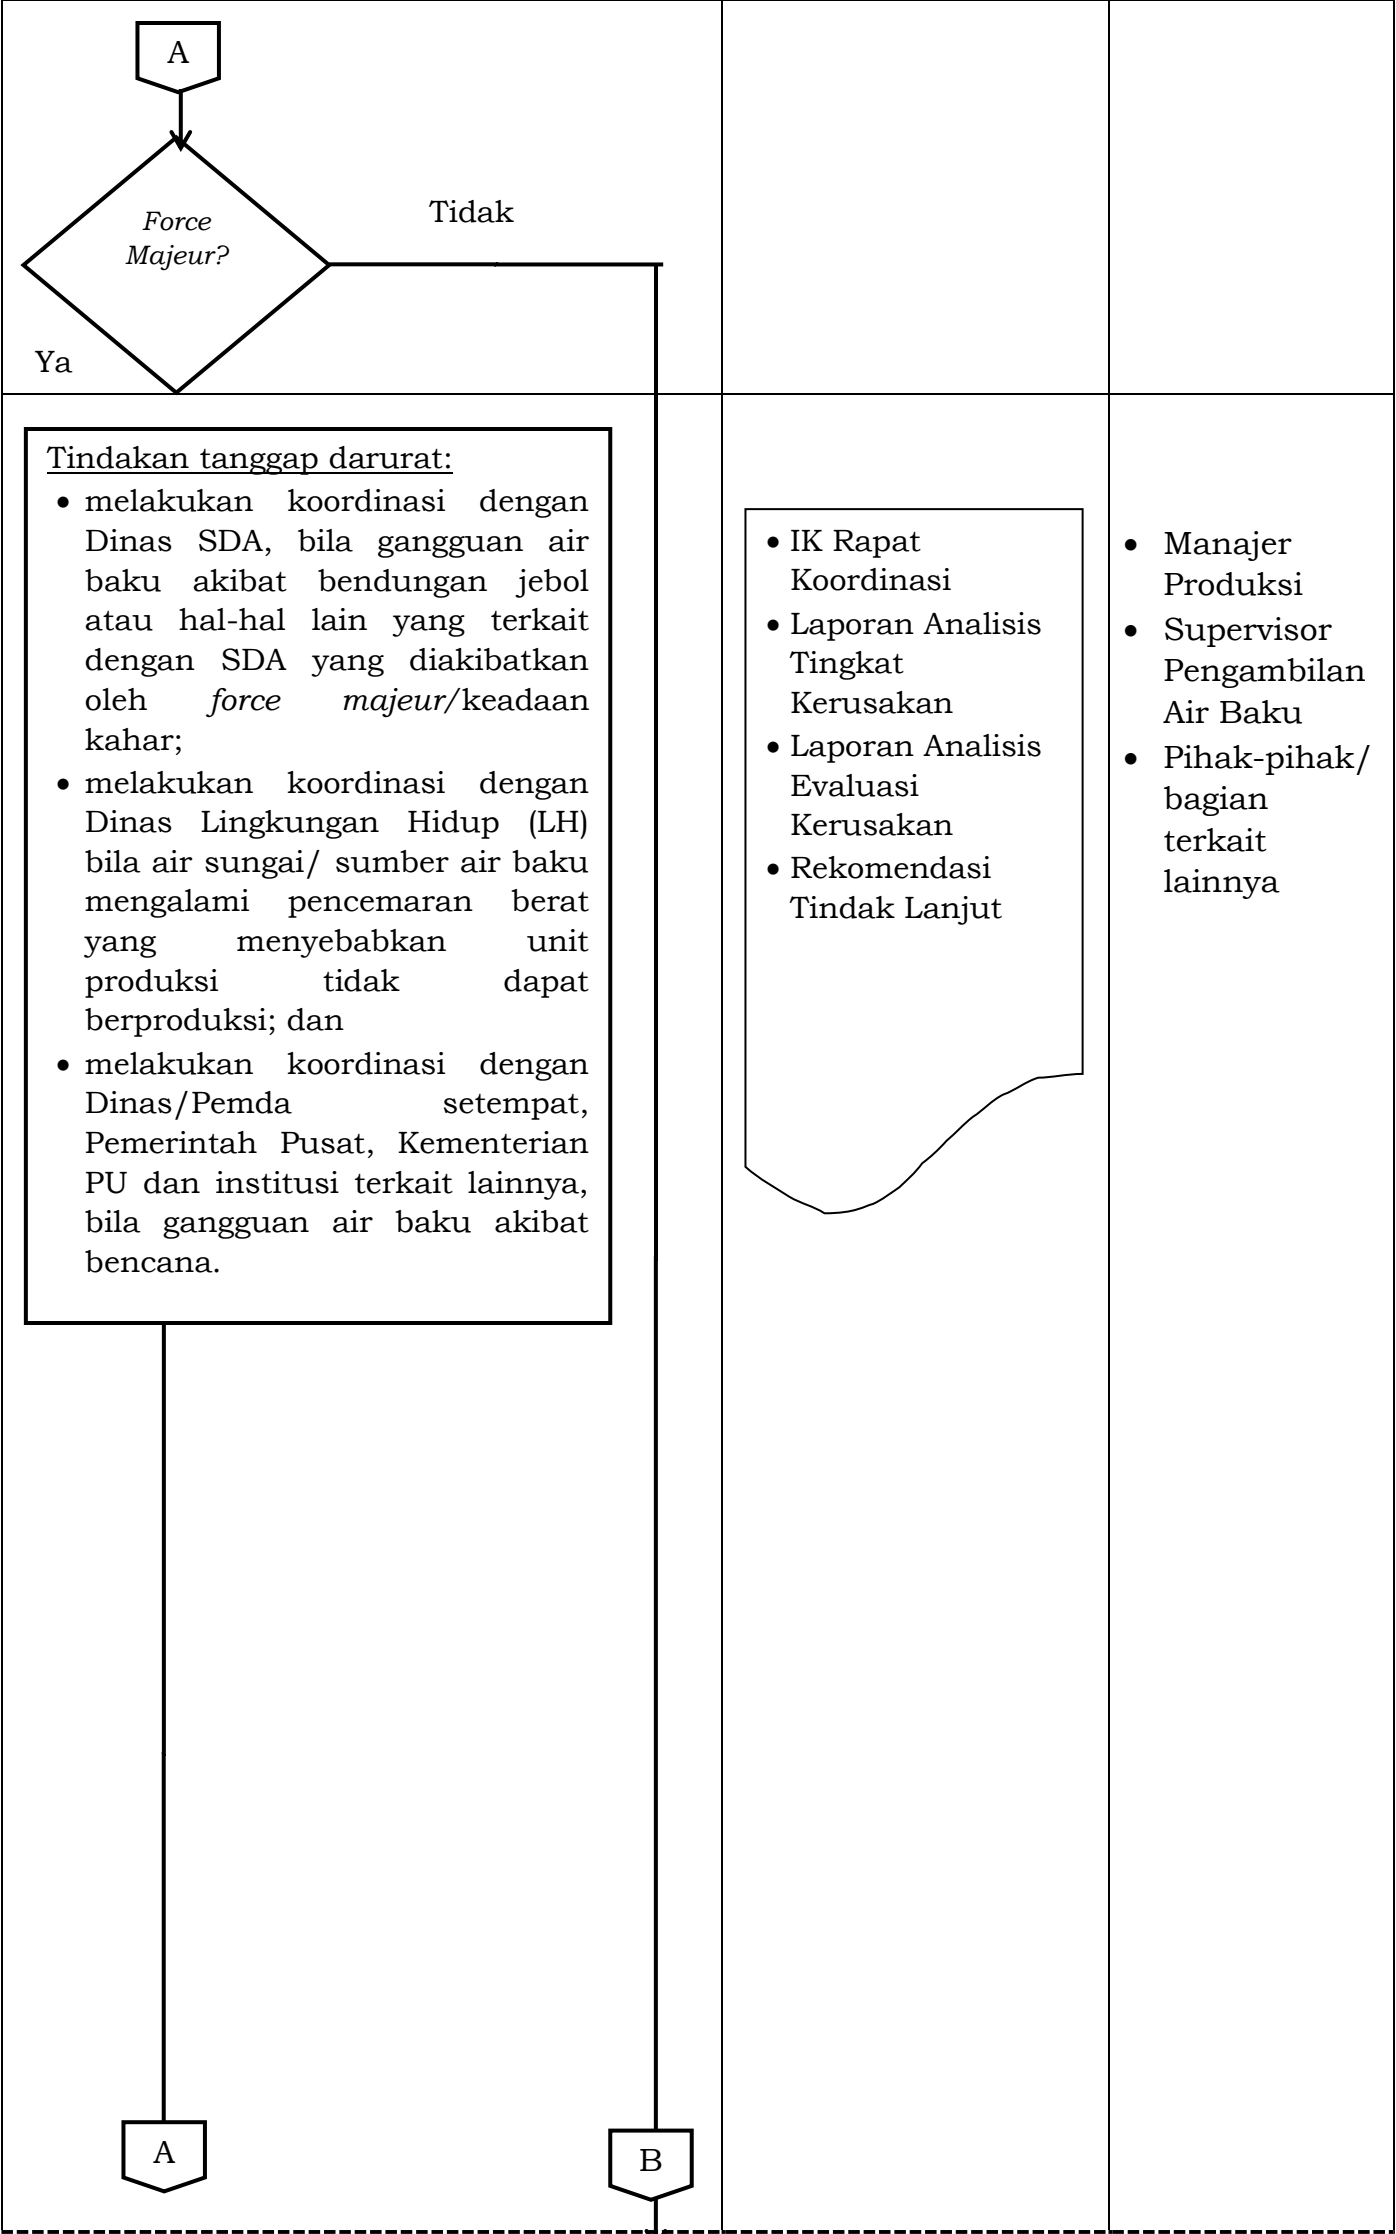 A
Force
Majeur?
Tidak
Ya
Tindakan tanggap darurat:
• melakukan koordinasi dengan
Dinas SDA, bila gangguan air
baku akibat bendungan jebol
atau hal-hal lain yang terkait
dengan SDA yang diakibatkan
oleh force majeur/keadaan
kahar;
• melakukan koordinasi dengan
Dinas Lingkungan Hidup (LH)
bila air sungai/ sumber air baku
mengalami pencemaran berat
yang menyebabkan unit
produksi tidak dapat
berproduksi; dan
• melakukan koordinasi dengan
Dinas/Pemda setempat,
Pemerintah Pusat, Kementerian
PU dan institusi terkait lainnya,
bila gangguan air baku akibat
bencana.
• IK Rapat
Koordinasi
• Laporan Analisis
Tingkat
Kerusakan
• Laporan Analisis
Evaluasi
Kerusakan
• Rekomendasi
Tindak Lanjut
• Manajer
Produksi
• Supervisor
Pengambilan
Air Baku
• Pihak-pihak/
bagian
terkait
lainnya
A
B